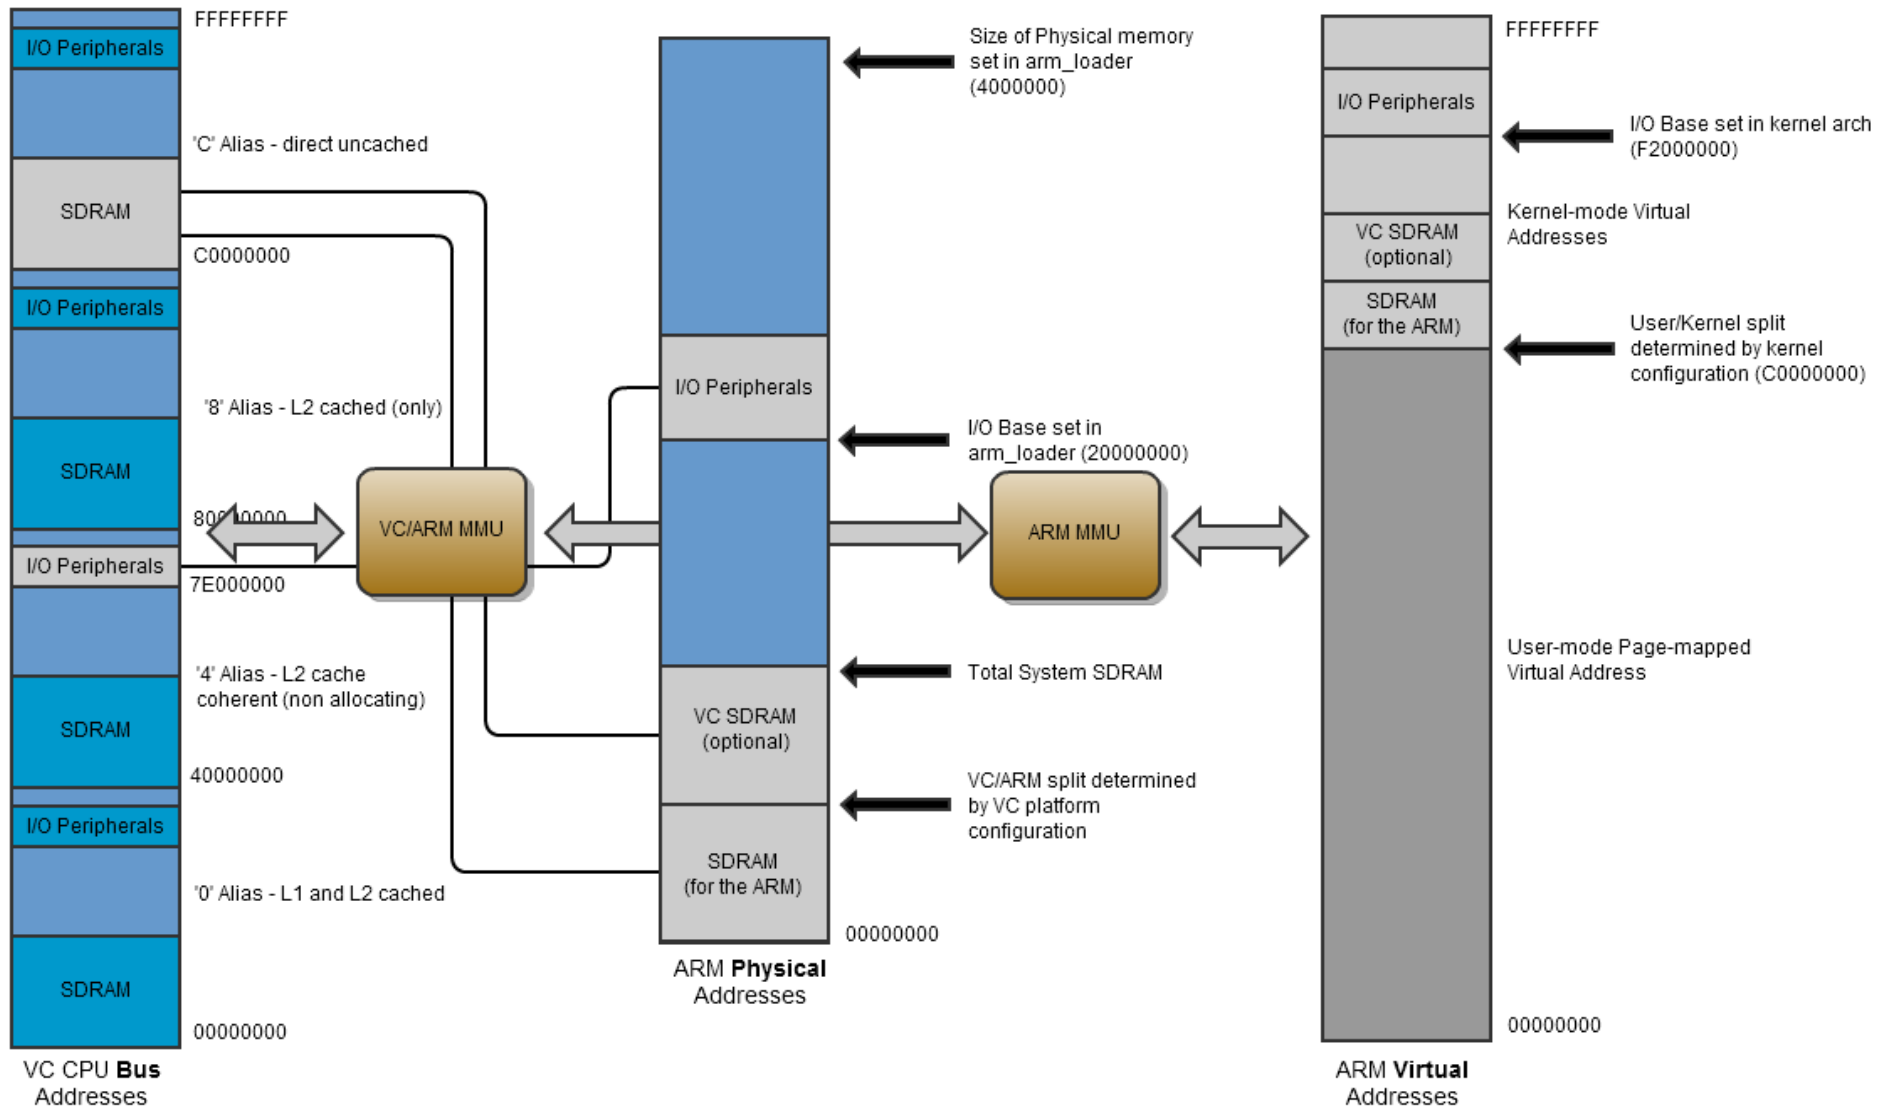 FFFFFFFF
I/O Peripherals
'C' Alias - direct uncached
SDRAM
C0000000
I/O Peripherals
'8' Alias - L2 cached (only)
SDRAM
80000000
I/O Peripherals
7E000000
'4' Alias - L2 cache
coherent (non allocating)
SDRAM
40000000
I/O Peripherals
'0' Alias - L1 and L2 cached
SDRAM
00000000
VC CPU Bus
Addresses
VC/ARM MMU
Size of Physical memory
set in arm_loader
(4000000)
I/O Peripherals
I/O Base set in
arm_loader (20000000)
Total System SDRAM
VC SDRAM
(optional)
VC/ARM split determined
by VC platform
configuration
SDRAM
(for the ARM)
00000000
ARM Physical
Addresses
ARM MMU
FFFFFFFF
I/O Peripherals
I/O Base set in kernel arch
(F2000000)
Kernel-mode Virtual
Addresses
VC SDRAM
(optional)
SDRAM
(for the ARM)
User/Kernel split
determined by kernel
configuration (C0000000)
User-mode Page-mapped
Virtual Address
00000000
ARM Virtual
Addresses